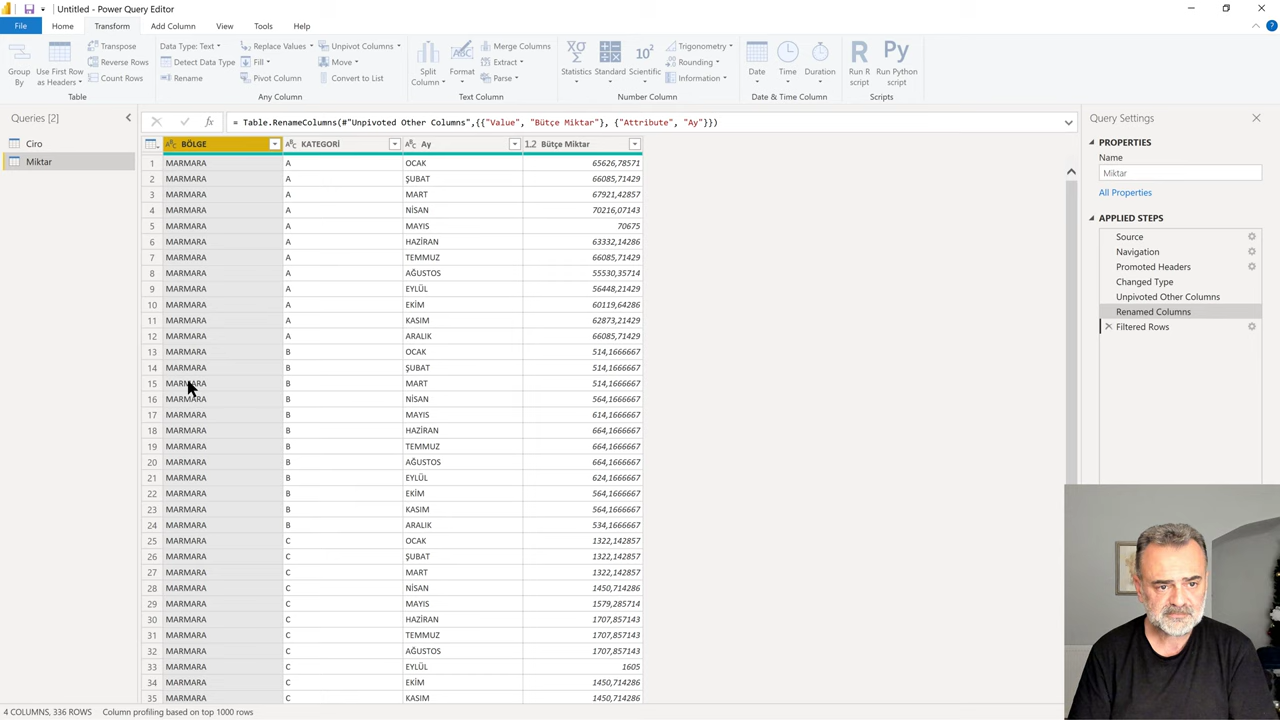 Untitled - Power Query Editor
File Home Transform Add Column View Tools Help
Group By
Use First Row as Headers
Transpose
Reverse Rows
Count Rows
Table
Data Type: Text
Detect Data Type
Rename
Replace Values
Fill
Pivot Column
Unpivot Columns
Move
Convert to List
Any Column
Split Column
Format
Merge Columns
Extract
Parse
Text Column
Statistics
Standard
Scientific
Trigonometry
Rounding
Information
Number Column
Date
Time
Duration
Date & Time Column
Run R script
Run Python script
Scripts
Queries [2]
Ciro
Miktar
= Table.RenameColumns(#"Unpivoted Other Columns",{{"Value", "Bütçe Miktar"}, {"Attribute", "Ay"}})
BÖLGE KATEGORİ Ay 1.2 Bütçe Miktar
1 MARMARA A OCAK 65626,78571
2 MARMARA A ŞUBAT 66085,71429
3 MARMARA A MART 67921,42857
4 MARMARA A NİSAN 70216,07143
5 MARMARA A MAYIS 70675
6 MARMARA A HAZİRAN 63332,14286
7 MARMARA A TEMMUZ 66085,71429
8 MARMARA A AĞUSTOS 55530,35714
9 MARMARA A EYLÜL 56448,21429
10 MARMARA A EKİM 60119,64286
11 MARMARA A KASIM 62873,21429
12 MARMARA A ARALIK 66085,71429
13 MARMARA B OCAK 514,1666667
14 MARMARA B ŞUBAT 514,1666667
15 MARMARA B MART 514,1666667
16 MARMARA B NİSAN 564,1666667
17 MARMARA B MAYIS 614,1666667
18 MARMARA B HAZİRAN 664,1666667
19 MARMARA B TEMMUZ 664,1666667
20 MARMARA B AĞUSTOS 664,1666667
21 MARMARA B EYLÜL 624,1666667
22 MARMARA B EKİM 564,1666667
23 MARMARA B KASIM 564,1666667
24 MARMARA B ARALIK 534,1666667
25 MARMARA C OCAK 1322,142857
26 MARMARA C ŞUBAT 1322,142857
27 MARMARA C MART 1322,142857
28 MARMARA C NİSAN 1450,714286
29 MARMARA C MAYIS 1579,285714
30 MARMARA C HAZİRAN 1707,857143
31 MARMARA C TEMMUZ 1707,857143
32 MARMARA C AĞUSTOS 1707,857143
33 MARMARA C EYLÜL 1605
34 MARMARA C EKİM 1450,714286
35 MARMARA C KASIM 1450,714286
Query Settings
PROPERTIES
Name
Miktar
All Properties
APPLIED STEPS
Source
Navigation
Promoted Headers
Changed Type
Unpivoted Other Columns
Renamed Columns
Filtered Rows
4 COLUMNS, 336 ROWS Column profiling based on top 1000 rows